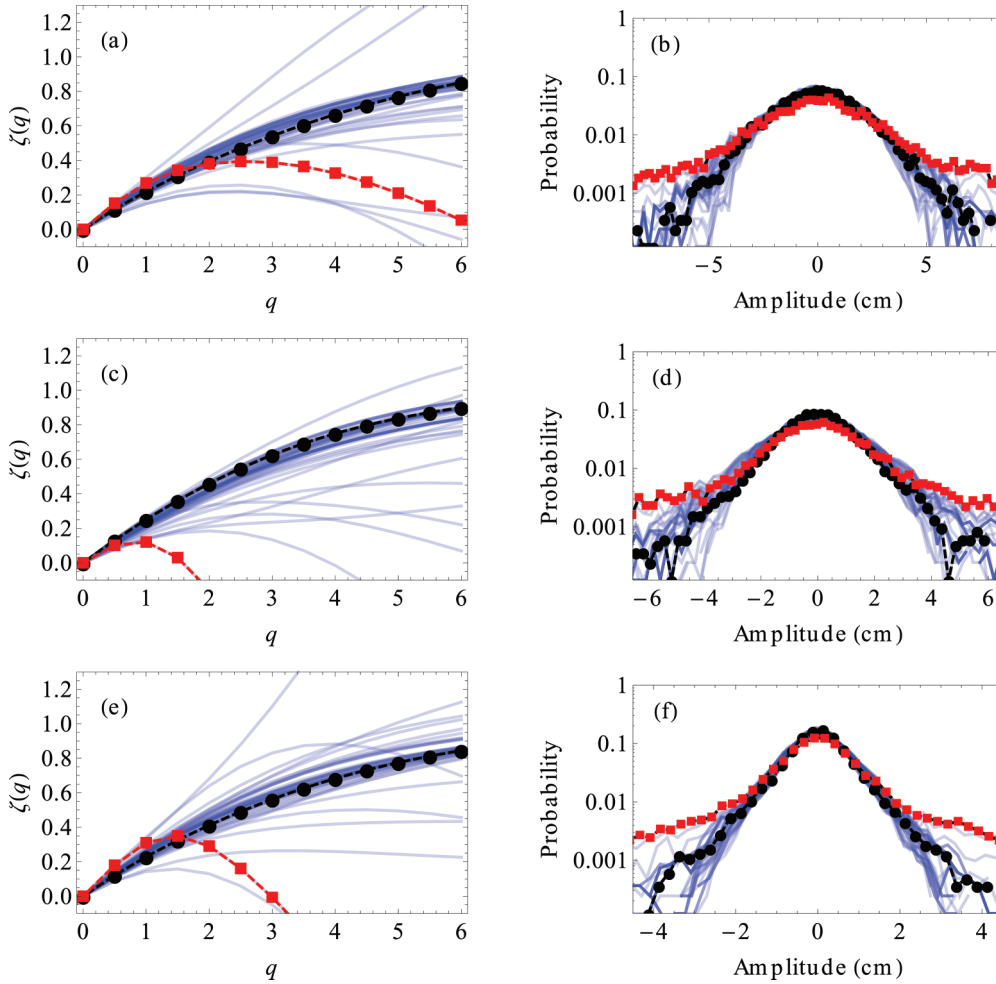 (a)
ζ(q)
1.2
1.0
0.8
0.6
0.4
0.2
0.0
0 1 2 3 4 5 6
q
(b)
Probability
1
0.1
0.01
0.001
−5 0 5
Amplitude (cm)
(c)
ζ(q)
1.2
1.0
0.8
0.6
0.4
0.2
0.0
0 1 2 3 4 5 6
q
(d)
Probability
1
0.1
0.01
0.001
−6 −4 −2 0 2 4 6
Amplitude (cm)
(e)
ζ(q)
1.2
1.0
0.8
0.6
0.4
0.2
0.0
0 1 2 3 4 5 6
q
(f)
Probability
1
0.1
0.01
0.001
−4 −2 0 2 4
Amplitude (cm)